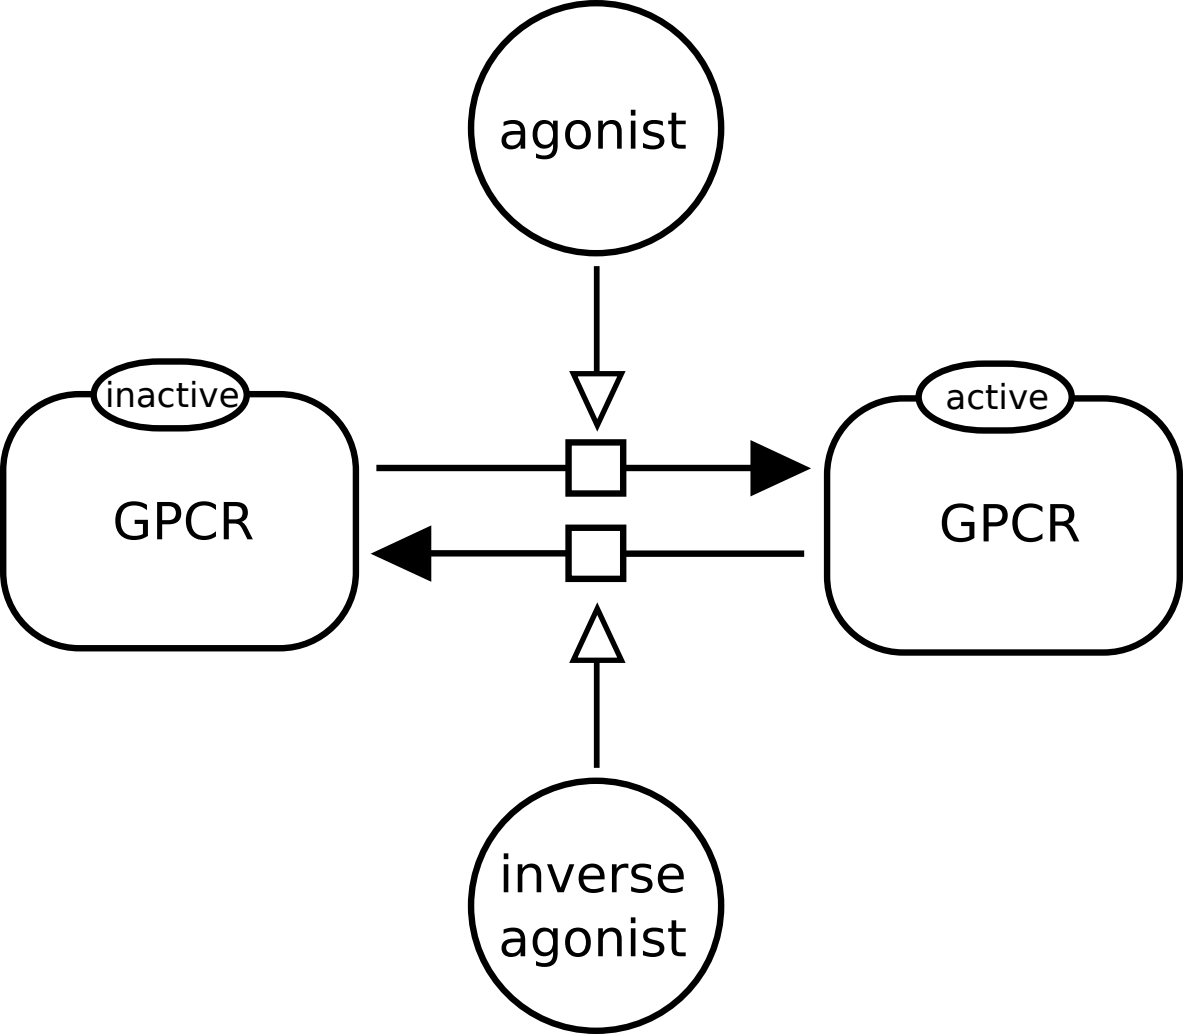 agonist
inactive
active
GPCR
GPCR
inverse
agonist